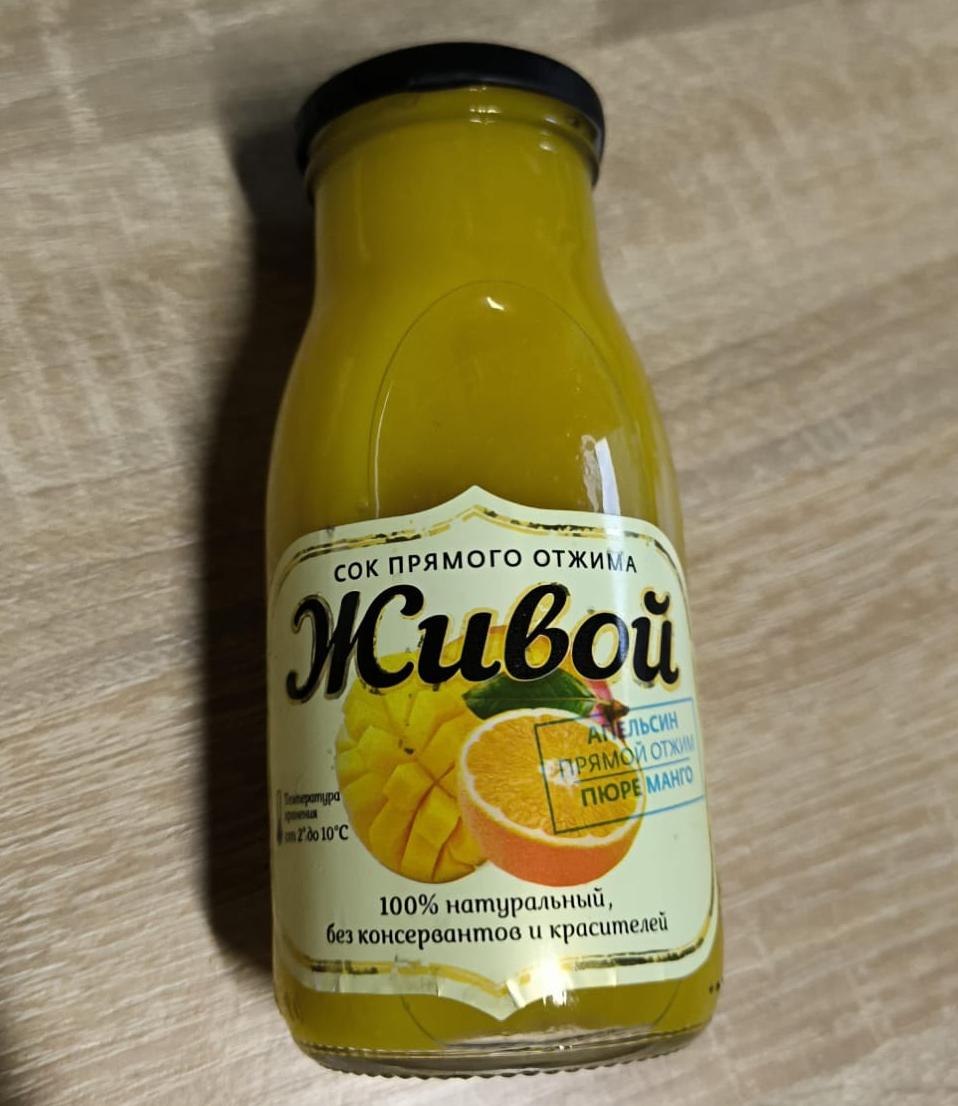 СОК ПРЯМОГО ОТЖИМА
Живой
АПЕЛЬСИН
ПРЯМОЙ ОТЖИМ
ПЮРЕ МАНГО
Температура
хранения
от 2° до 10°C
100% натуральный,
без консервантов и красителей